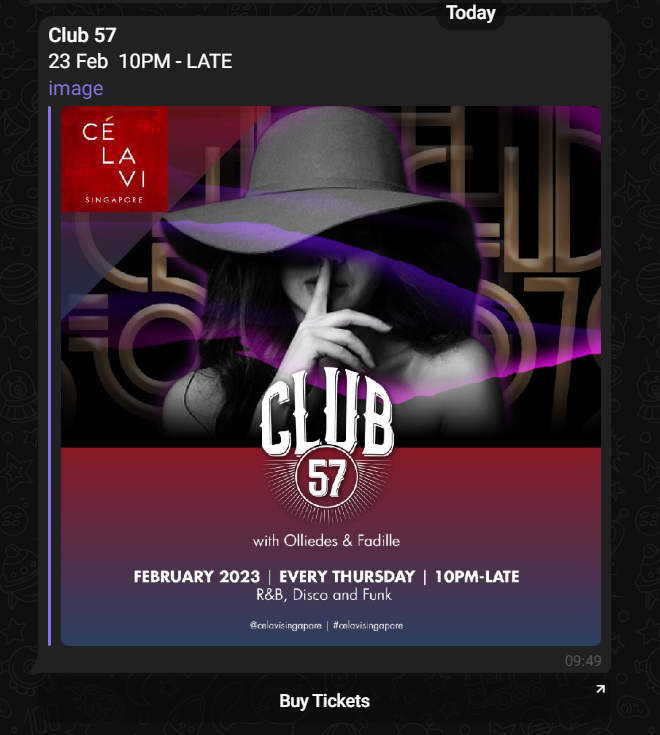 Today
Club 57
23 Feb 10PM - LATE
image
CÉ
LA
VI
SINGAPORE
CLUB
57
with Olliedes & Fadille
FEBRUARY 2023 | EVERY THURSDAY | 10PM-LATE
R&B, Disco and Funk
@celavisingapore | #celavisingapore
09:49
Buy Tickets